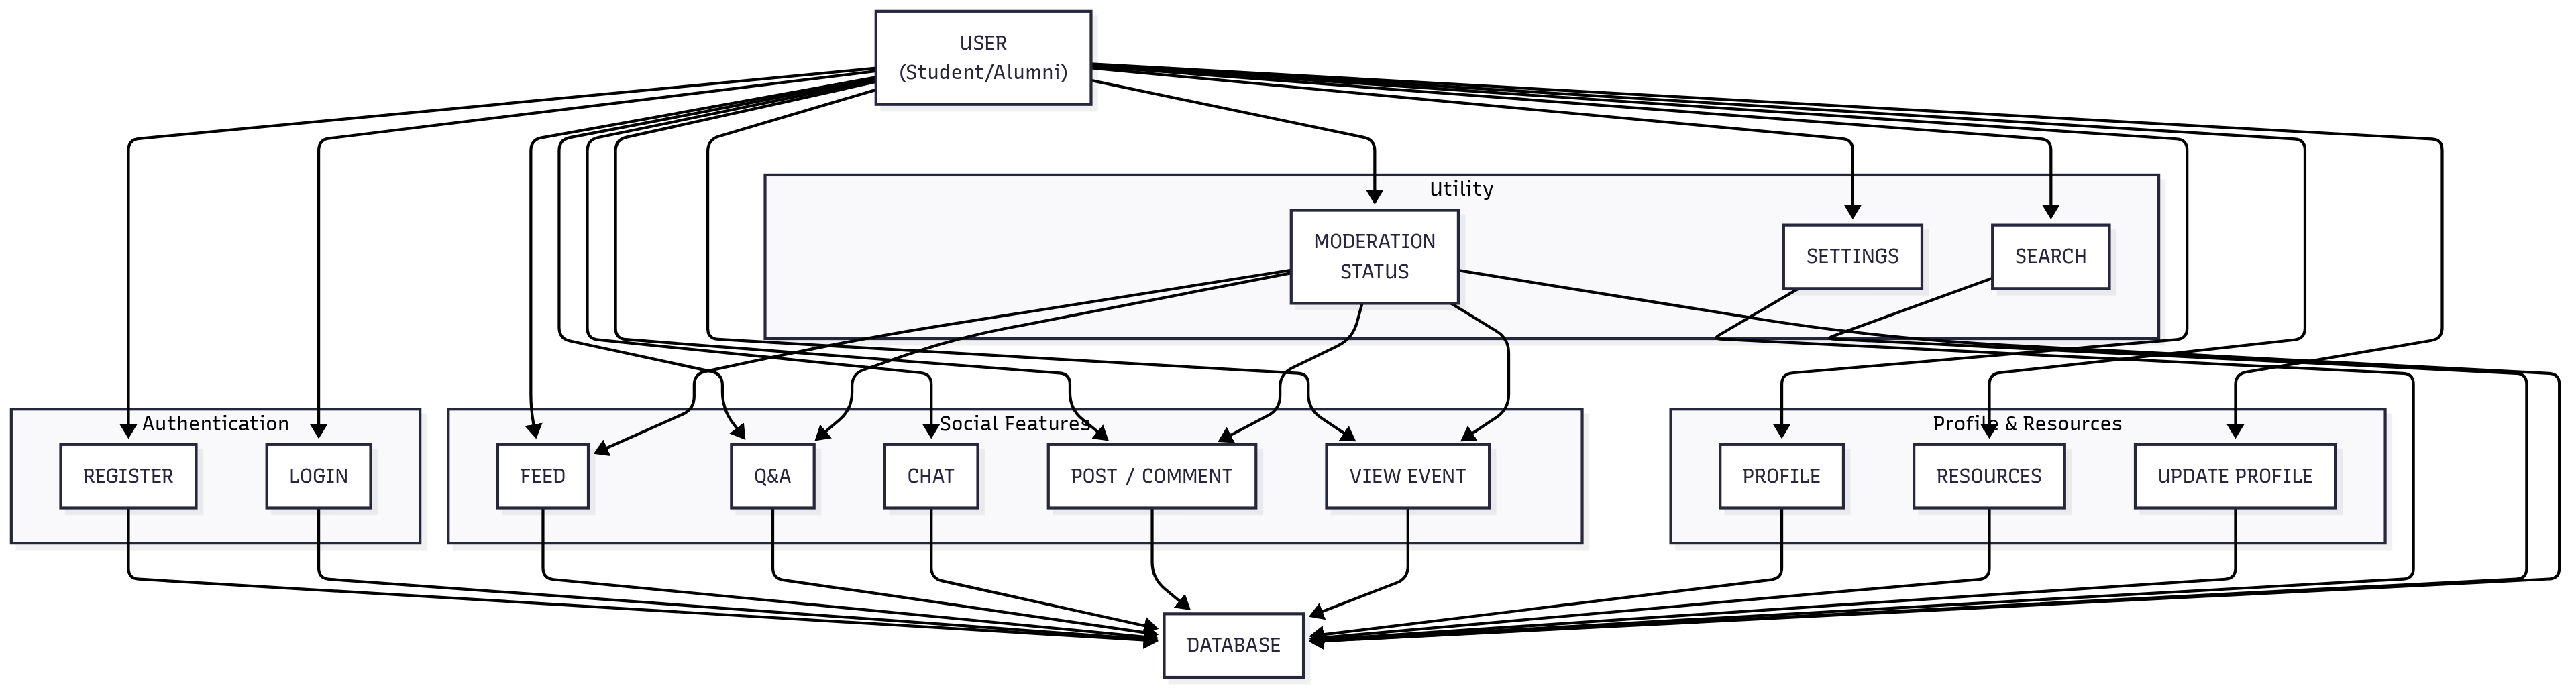 USER
(Student/Alumni)
Utility
MODERATION
STATUS
SETTINGS
SEARCH
Authentication
Social Features
Profile & Resources
REGISTER
LOGIN
FEED
Q&A
CHAT
POST / COMMENT
VIEW EVENT
PROFILE
RESOURCES
UPDATE PROFILE
DATABASE